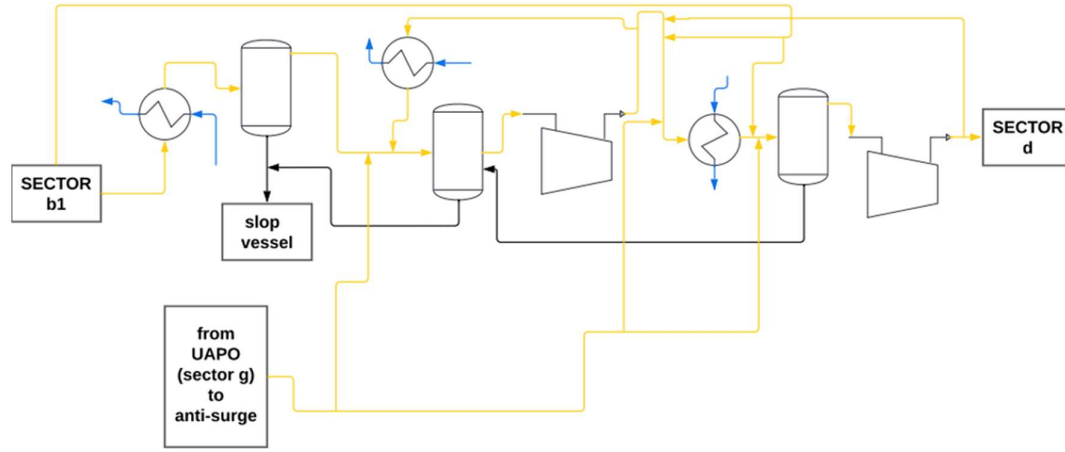 SECTOR
b1
slop
vessel
SECTOR
d
from
UAPO
(sector g)
to
anti-surge